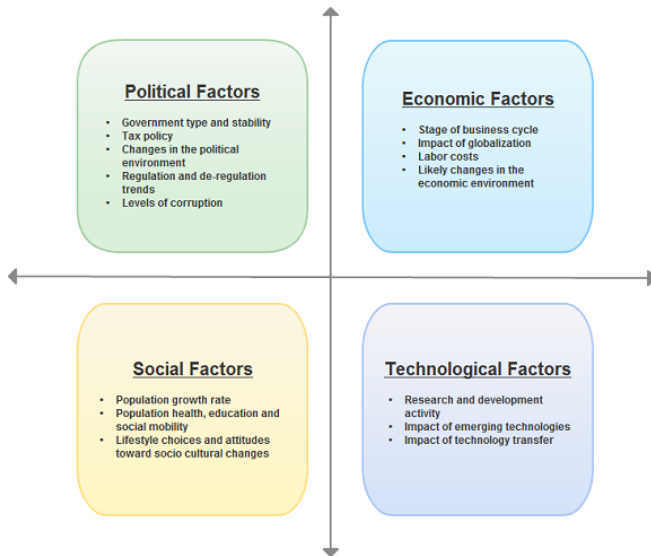 Political Factors
• Government type and stability
• Tax policy
• Changes in the political
environment
• Regulation and de-regulation
trends
• Levels of corruption
Economic Factors
• Stage of business cycle
• Impact of globalization
• Labor costs
• Likely changes in the
economic environment
Social Factors
• Population growth rate
• Population health, education and
social mobility
• Lifestyle choices and attitudes
toward socio cultural changes
Technological Factors
• Research and development
activity
• Impact of emerging technologies
• Impact of technology transfer